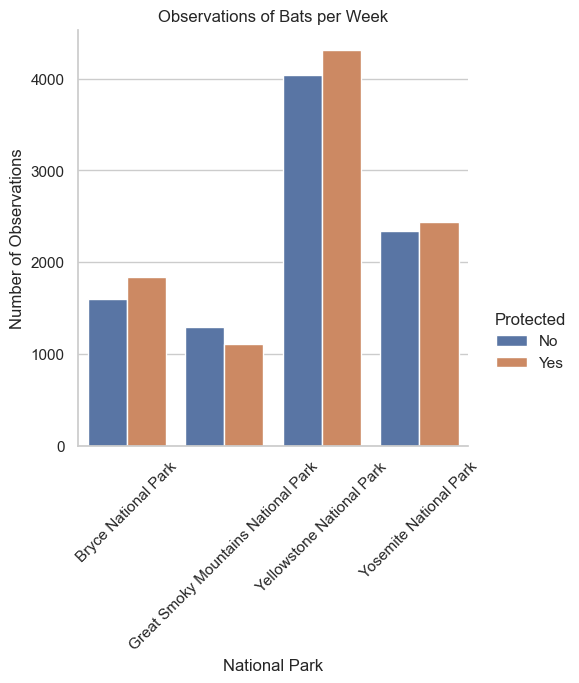 Observations of Bats per Week
Number of Observations
4000
3000
2000
1000
0
Protected
No
Yes
Bryce National Park
Great Smoky Mountains National Park
Yellowstone National Park
Yosemite National Park
National Park